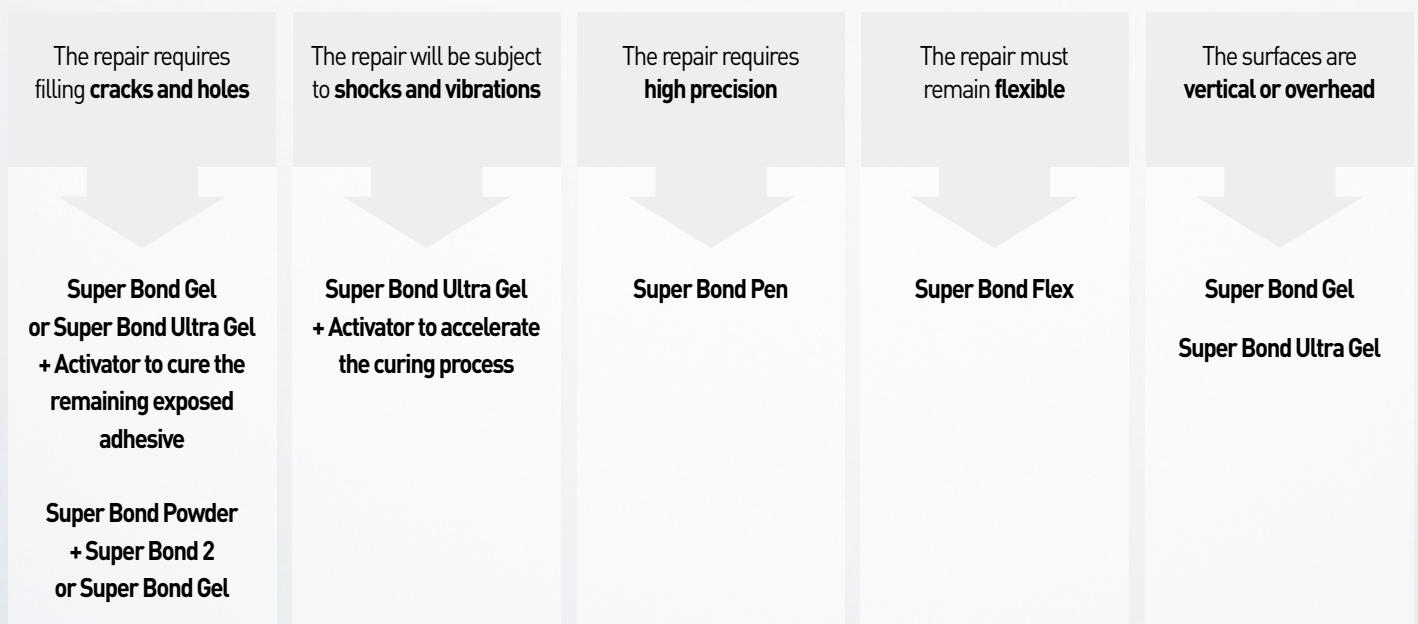 The repair requires
filling cracks and holes
Super Bond Gel
or Super Bond Ultra Gel
+ Activator to cure the
remaining exposed
adhesive
Super Bond Powder
+ Super Bond 2
or Super Bond Gel
The repair will be subject
to shocks and vibrations
Super Bond Ultra Gel
+ Activator to accelerate
the curing process
The repair requires
high precision
Super Bond Pen
The repair must
remain flexible
Super Bond Flex
The surfaces are
vertical or overhead
Super Bond Gel
Super Bond Ultra Gel